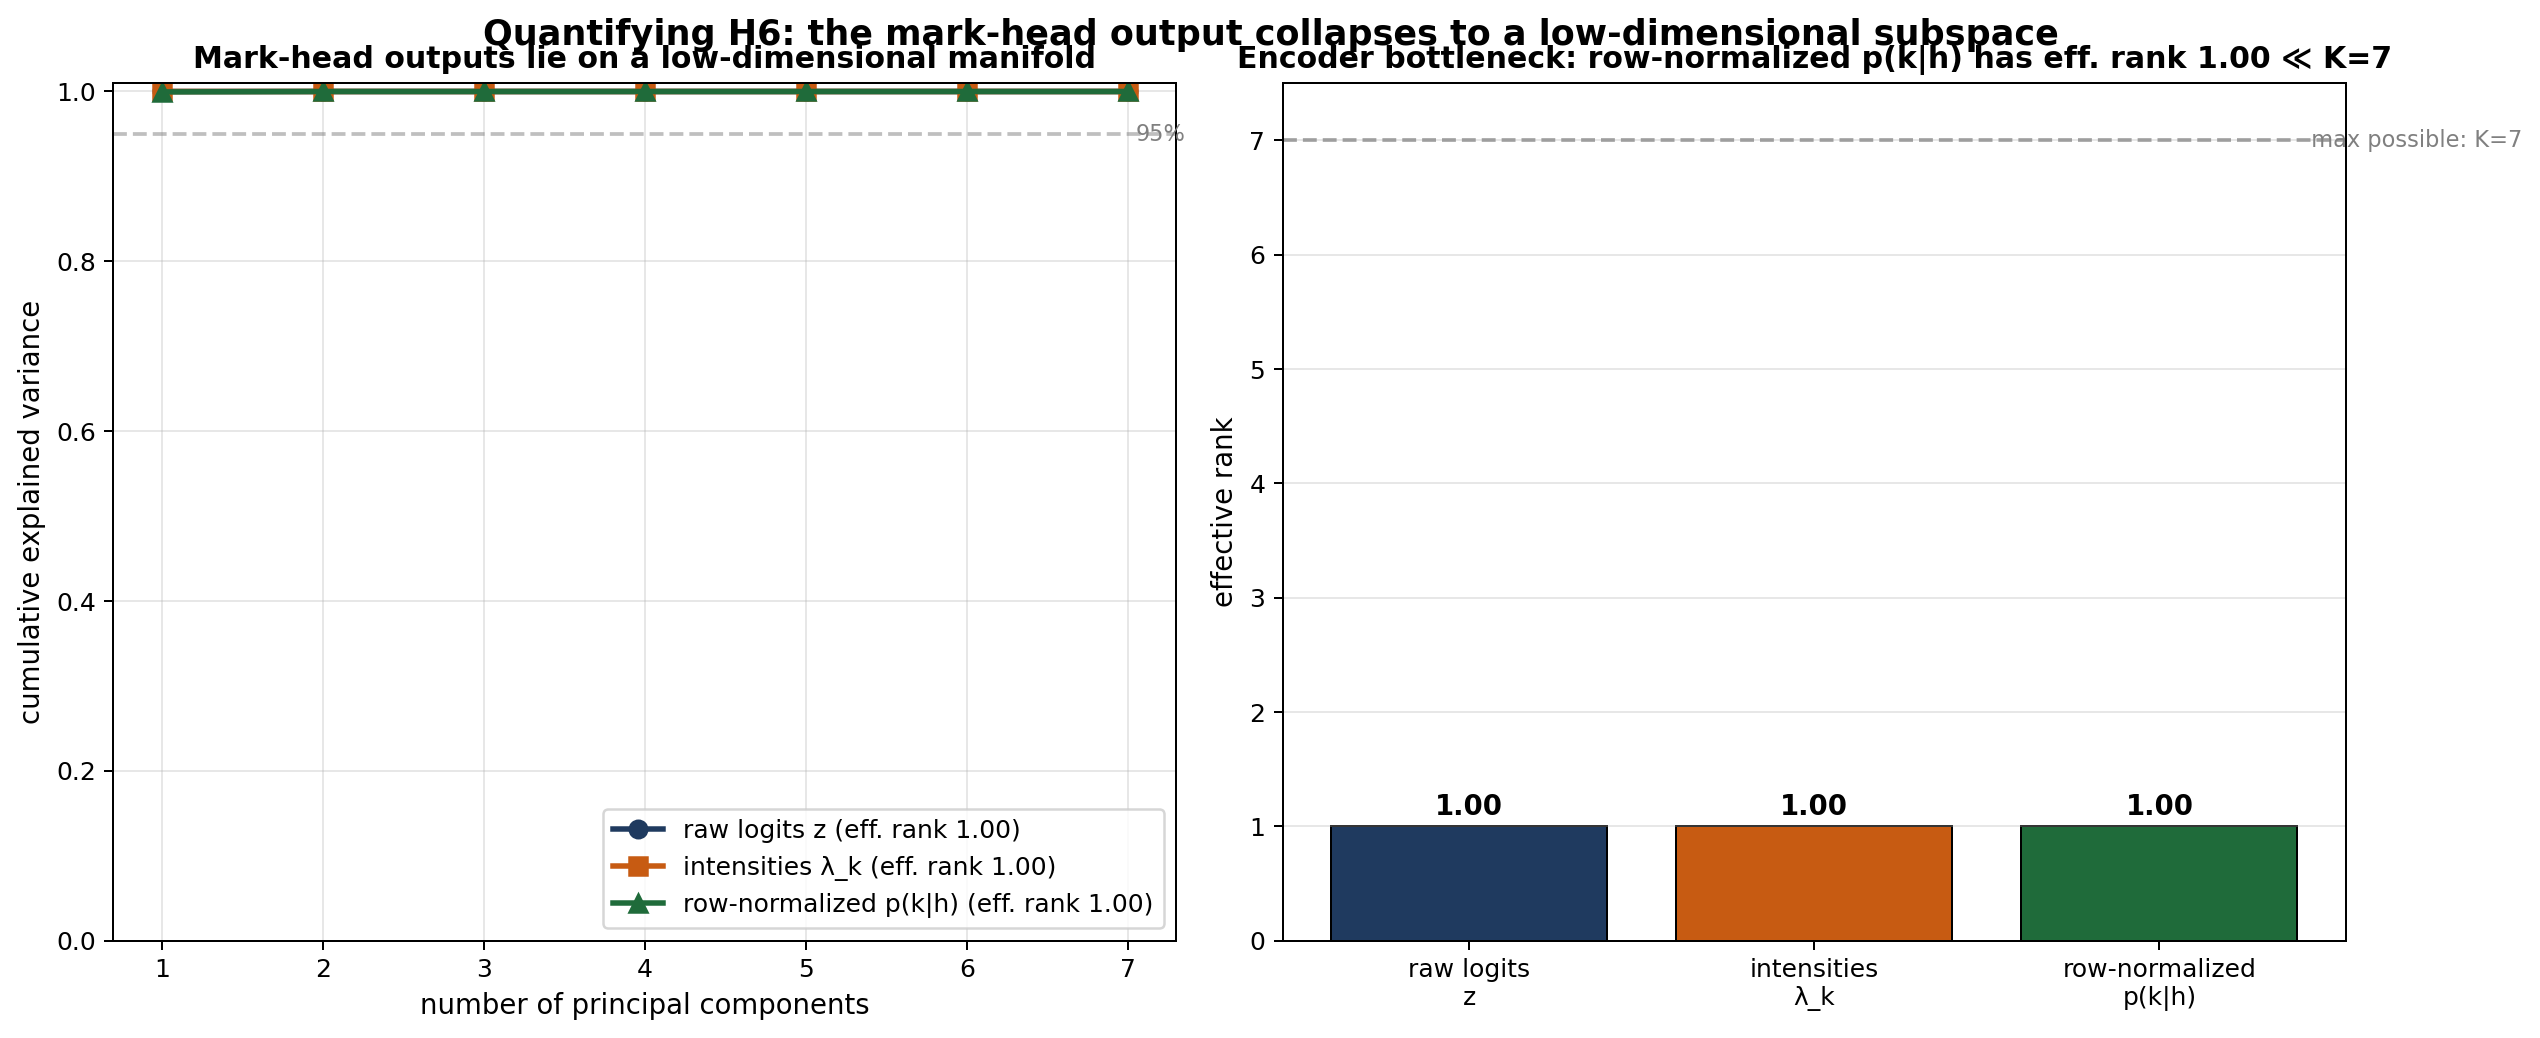 Quantifying H6: the mark-head output collapses to a low-dimensional subspace
Mark-head outputs lie on a low-dimensional manifold
cumulative explained variance
1.0
0.8
0.6
0.4
0.2
0.0
95%
raw logits z (eff. rank 1.00)
intensities λ_k (eff. rank 1.00)
row-normalized p(k|h) (eff. rank 1.00)
1 2 3 4 5 6 7
number of principal components
Encoder bottleneck: row-normalized p(k|h) has eff. rank 1.00 ≪ K=7
effective rank
7
6
5
4
3
2
1
0
max possible: K=7
1.00 1.00 1.00
raw logits
z
intensities
λ_k
row-normalized
p(k|h)